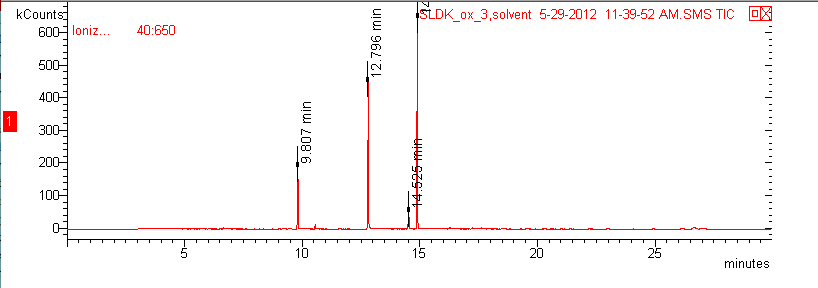 kCounts
SLDK_ox_3,solvent 5-29-2012 11-39-52 AM.SMS TIC
Ioniz... 40:650
600
500
400
300
200
100
0
1
9.807 min
12.796 min
14.525 min
14
5 10 15 20 25
minutes